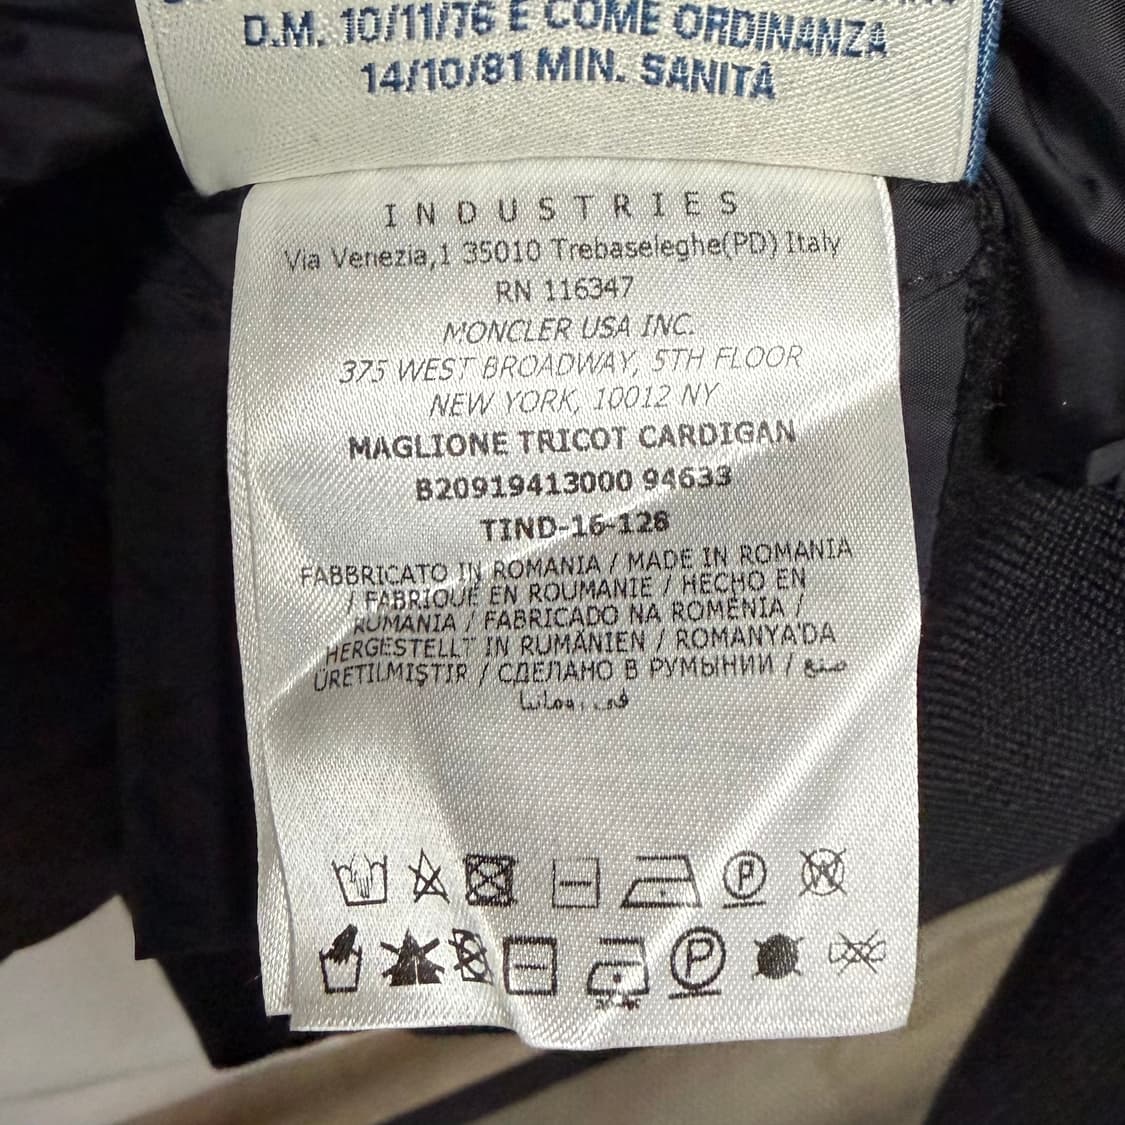 D.M. 10/11/76 E COME ORDINANZA
14/10/81 MIN. SANITÀ
INDUSTRIES
Via Venezia,1 35010 Trebaseleghe(PD) Italy
RN 116347
MONCLER USA INC.
375 WEST BROADWAY, 5TH FLOOR
NEW YORK, 10012 NY
MAGLIONE TRICOT CARDIGAN
B20919413000 94633
TIND-16-128
FABBRICATO IN ROMANIA / MADE IN ROMANIA
/ FABRIQUÉ EN ROUMANIE / HECHO EN
RUMANIA / FABRICADO NA ROMÉNIA /
HERGESTELLT IN RUMÄNIEN / ROMANYA'DA
ÜRETILMIŞTIR / СДЕЛАНО В РУМЫНИИ / صنع
في رومانيا
P W
P